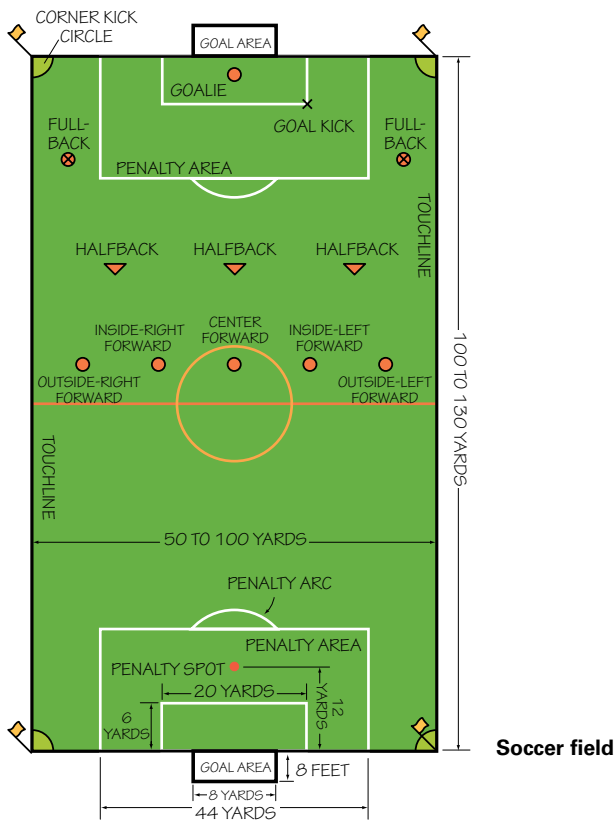 CORNER KICK
CIRCLE
GOAL AREA
GOALIE
GOAL KICK
FULL-
BACK
FULL-
BACK
PENALTY AREA
TOUCHLINE
HALFBACK
HALFBACK
HALFBACK
INSIDE-RIGHT
FORWARD
CENTER
FORWARD
INSIDE-LEFT
FORWARD
OUTSIDE-RIGHT
FORWARD
OUTSIDE-LEFT
FORWARD
100 TO 130 YARDS
TOUCHLINE
50 TO 100 YARDS
PENALTY ARC
PENALTY AREA
PENALTY SPOT
20 YARDS
12
YARDS
6
YARDS
GOAL AREA
8 FEET
8 YARDS
44 YARDS
Soccer field